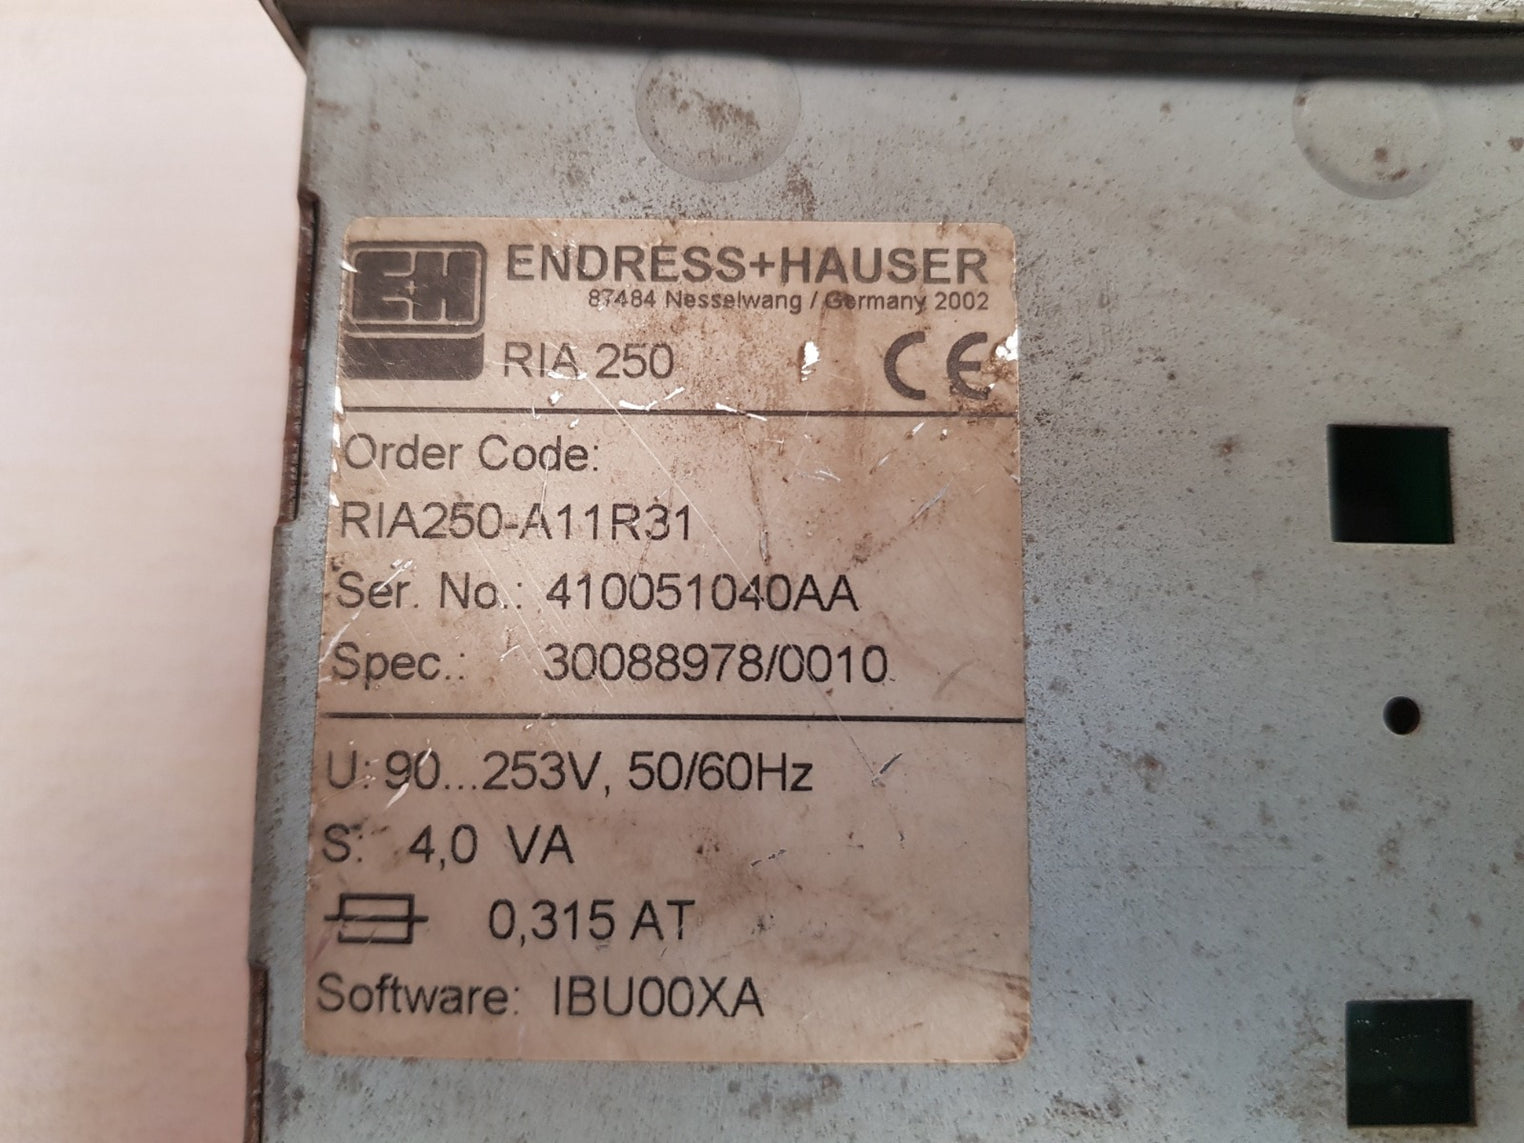 E+H
ENDRESS+HAUSER
87484 Nesselwang / Germany 2002
RIA 250
CE
Order Code:
RIA250-A11R31
Ser. No.: 410051040AA
Spec.: 30088978/0010
U: 90...253V, 50/60Hz
S: 4,0 VA
0,315 AT
Software: IBU00XA